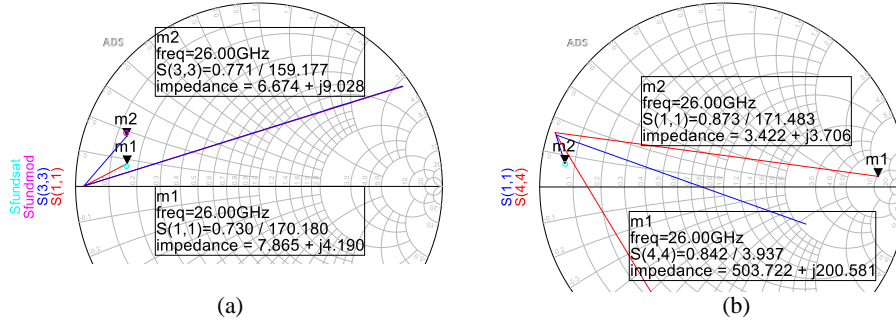 ADS
m2
freq=26.00GHz
S(3,3)=0.771 / 159.177
impedance = 6.674 + j9.028
m2
m1
Sfundsat
Sfundmod
S(3,3)
S(1,1)
m1
freq=26.00GHz
S(1,1)=0.730 / 170.180
impedance = 7.865 + j4.190
(a)
ADS
m2
freq=26.00GHz
S(1,1)=0.873 / 171.483
impedance = 3.422 + j3.706
m2
m1
S(1,1)
S(4,4)
m1
freq=26.00GHz
S(4,4)=0.842 / 3.937
impedance = 503.722 + j200.581
(b)